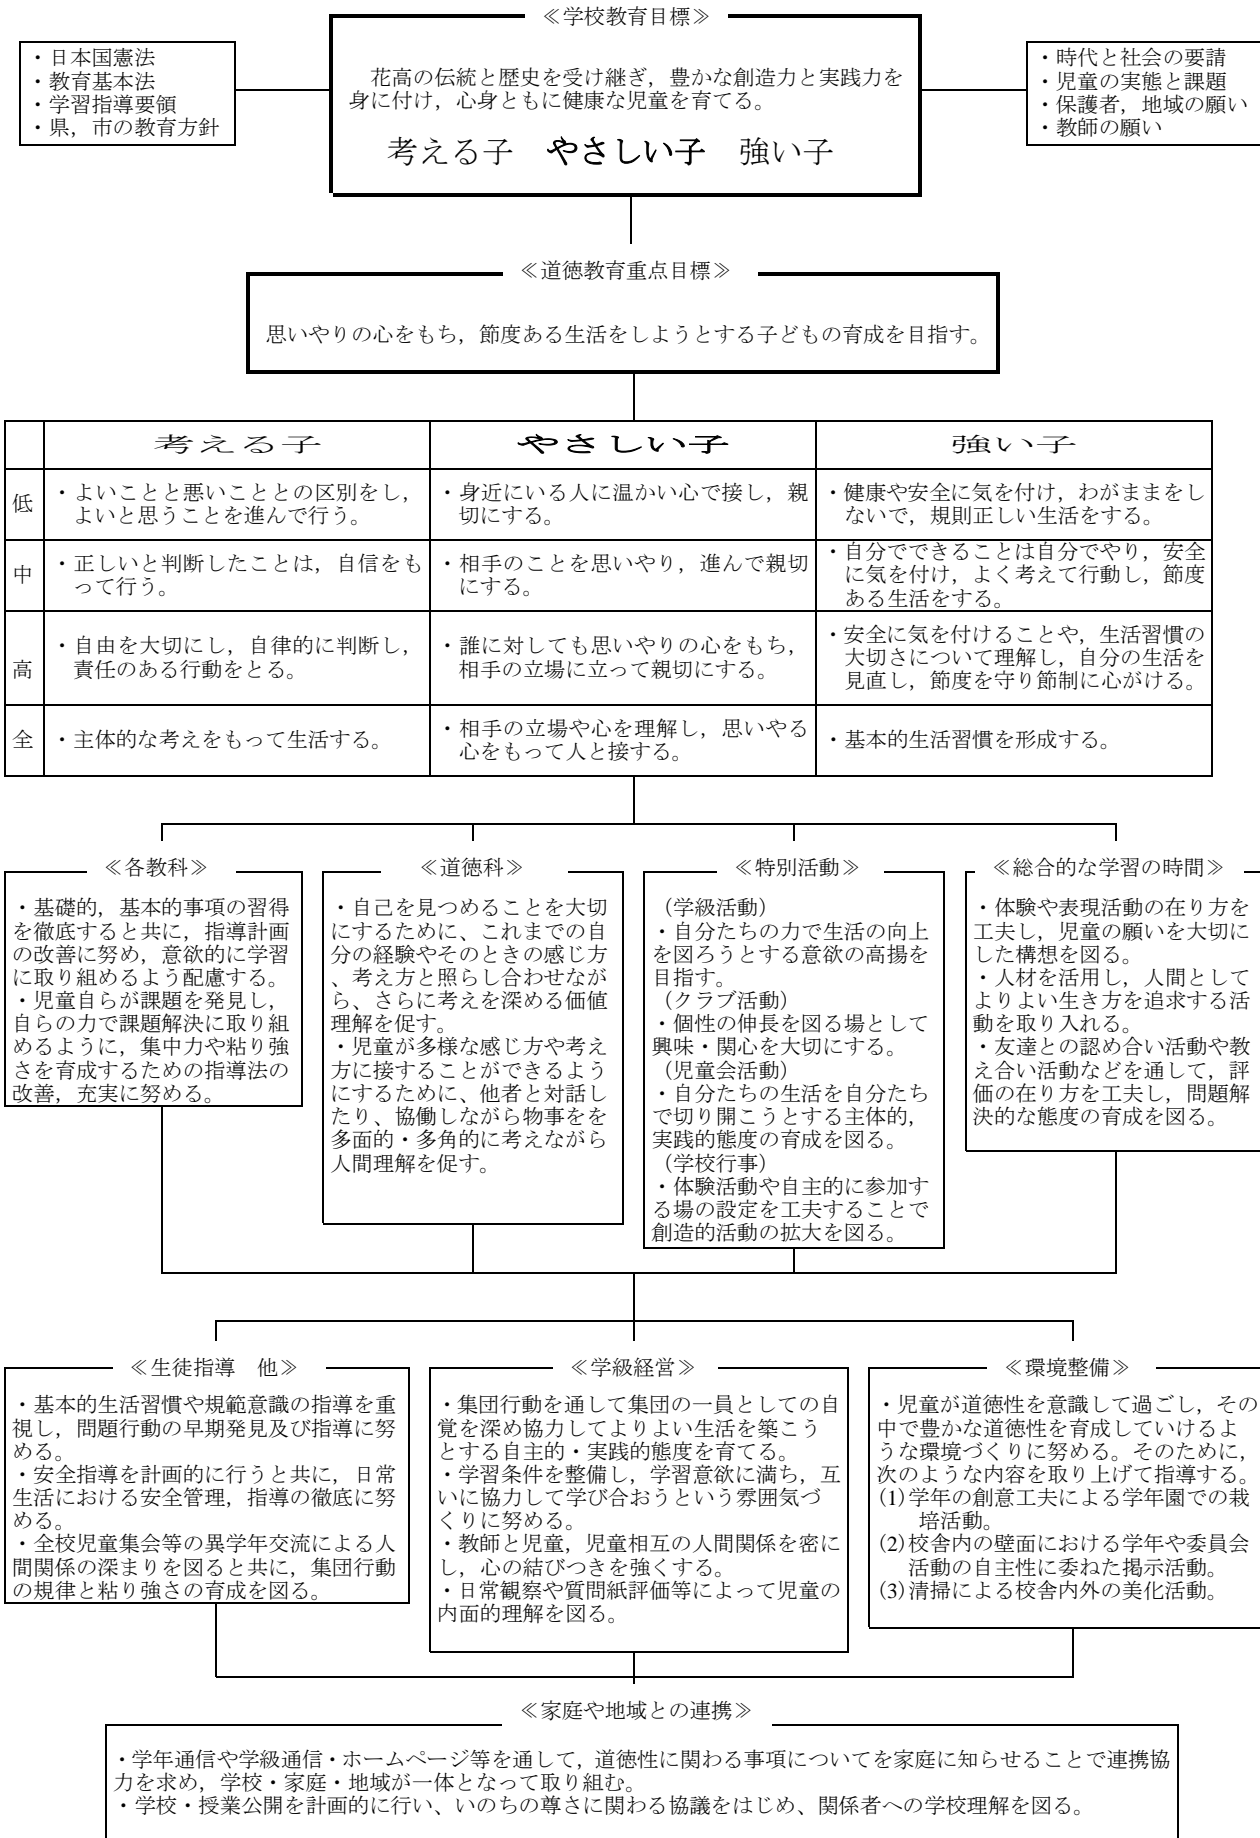 ≪学校教育目標≫
・日本国憲法
・教育基本法
・学習指導要領
・県，市の教育方針
花高の伝統と歴史を受け継ぎ，豊かな創造力と実践力を
身に付け，心身ともに健康な児童を育てる。
考える子　やさしい子　強い子
・時代と社会の要請
・児童の実態と課題
・保護者，地域の願い
・教師の願い
≪道徳教育重点目標≫
思いやりの心をもち，節度ある生活をしようとする子どもの育成を目指す。
考える子
やさしい子
強い子
低
・よいことと悪いこととの区別をし，
よいと思うことを進んで行う。
・身近にいる人に温かい心で接し，親
切にする。
・健康や安全に気を付け，わがままをし
ないで，規則正しい生活をする。
中
・正しいと判断したことは，自信をも
って行う。
・相手のことを思いやり，進んで親切
にする。
・自分でできることは自分でやり，安全
に気を付け，よく考えて行動し，節度
ある生活をする。
高
・自由を大切にし，自律的に判断し，
責任のある行動をとる。
・誰に対しても思いやりの心をもち，
相手の立場に立って親切にする。
・安全に気を付けることや，生活習慣の
大切さについて理解し，自分の生活を
見直し，節度を守り節制に心がける。
全
・主体的な考えをもって生活する。
・相手の立場や心を理解し，思いやる
心をもって人と接する。
・基本的生活習慣を形成する。
≪各教科≫
・基礎的，基本的事項の習得
を徹底すると共に，指導計画
の改善に努め，意欲的に学習
に取り組めるよう配慮する。
・児童自らが課題を発見し，
自らの力で課題解決に取り組
めるように，集中力や粘り強
さを育成するための指導法の
改善，充実に努める。
≪道徳科≫
・自己を見つめることを大切
にするために、これまでの自
分の経験やそのときの感じ方
、考え方と照らし合わせなが
ら、さらに考えを深める価値
理解を促す。
・児童が多様な感じ方や考え
方に接することができるよう
にするために、他者と対話し
たり、協働しながら物事をを
多面的・多角的に考えながら
人間理解を促す。
≪特別活動≫
（学級活動）
・自分たちの力で生活の向上
を図ろうとする意欲の高揚を
目指す。
（クラブ活動）
・個性の伸長を図る場として
興味・関心を大切にする。
（児童会活動）
・自分たちの生活を自分たち
で切り開こうとする主体的，
実践的態度の育成を図る。
（学校行事）
・体験活動や自主的に参加す
る場の設定を工夫することで
創造的活動の拡大を図る。
≪総合的な学習の時間≫
・体験や表現活動の在り方を
工夫し，児童の願いを大切に
した構想を図る。
・人材を活用し，人間として
よりよい生き方を追求する活
動を取り入れる。
・友達との認め合い活動や教
え合い活動などを通して，評
価の在り方を工夫し，問題解
決的な態度の育成を図る。
≪生徒指導　他≫
・基本的生活習慣や規範意識の指導を重
視し，問題行動の早期発見及び指導に努
める。
・安全指導を計画的に行うと共に，日常
生活における安全管理，指導の徹底に努
める。
・全校児童集会等の異学年交流による人
間関係の深まりを図ると共に，集団行動
の規律と粘り強さの育成を図る。
≪学級経営≫
・集団行動を通して集団の一員としての自
覚を深め協力してよりよい生活を築こう
とする自主的・実践的態度を育てる。
・学習条件を整備し，学習意欲に満ち，互
いに協力して学び合おうという雰囲気づ
くりに努める。
・教師と児童，児童相互の人間関係を密に
し，心の結びつきを強くする。
・日常観察や質問紙評価等によって児童の
内面的理解を図る。
≪環境整備≫
・児童が道徳性を意識して過ごし，その
中で豊かな道徳性を育成していけるよ
うな環境づくりに努める。そのために，
次のような内容を取り上げて指導する。
(1)学年の創意工夫による学年園での栽
培活動。
(2)校舎内の壁面における学年や委員会
活動の自主性に委ねた掲示活動。
(3)清掃による校舎内外の美化活動。
≪家庭や地域との連携≫
・学年通信や学級通信・ホームページ等を通して，道徳性に関わる事項についてを家庭に知らせることで連携協
力を求め，学校・家庭・地域が一体となって取り組む。
・学校・授業公開を計画的に行い、いのちの尊さに関わる協議をはじめ、関係者への学校理解を図る。